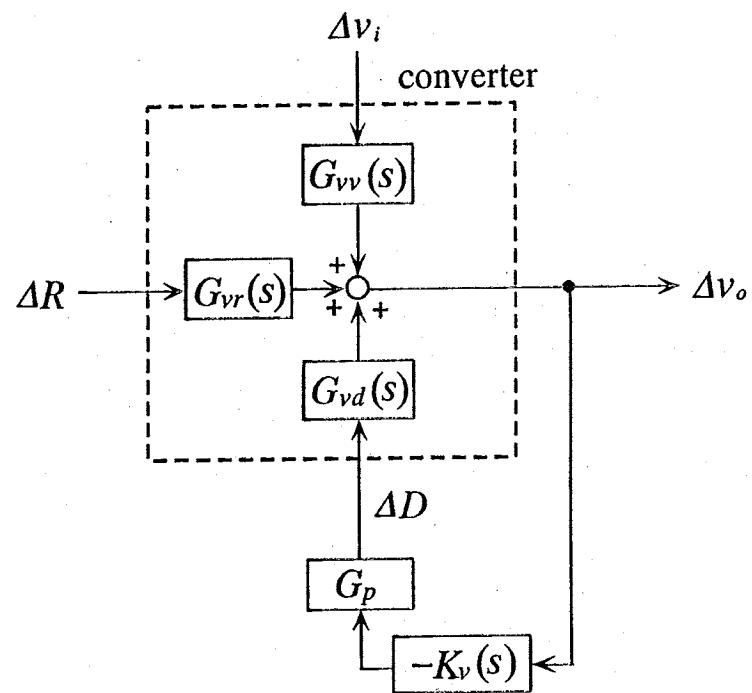 Δv_i
converter
G_vv(s)
+
ΔR
G_vr(s)
+
+
Δv_o
G_vd(s)
ΔD
G_p
-K_v(s)